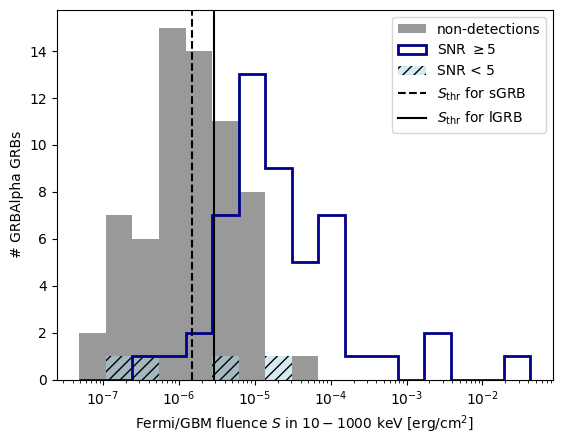 non-detections
SNR ≥5
SNR < 5
S_thr for sGRB
S_thr for lGRB
# GRBAlpha GRBs
14
12
10
8
6
4
2
0
10⁻⁷ 10⁻⁶ 10⁻⁵ 10⁻⁴ 10⁻³ 10⁻²
Fermi/GBM fluence S in 10 − 1000 keV [erg/cm²]